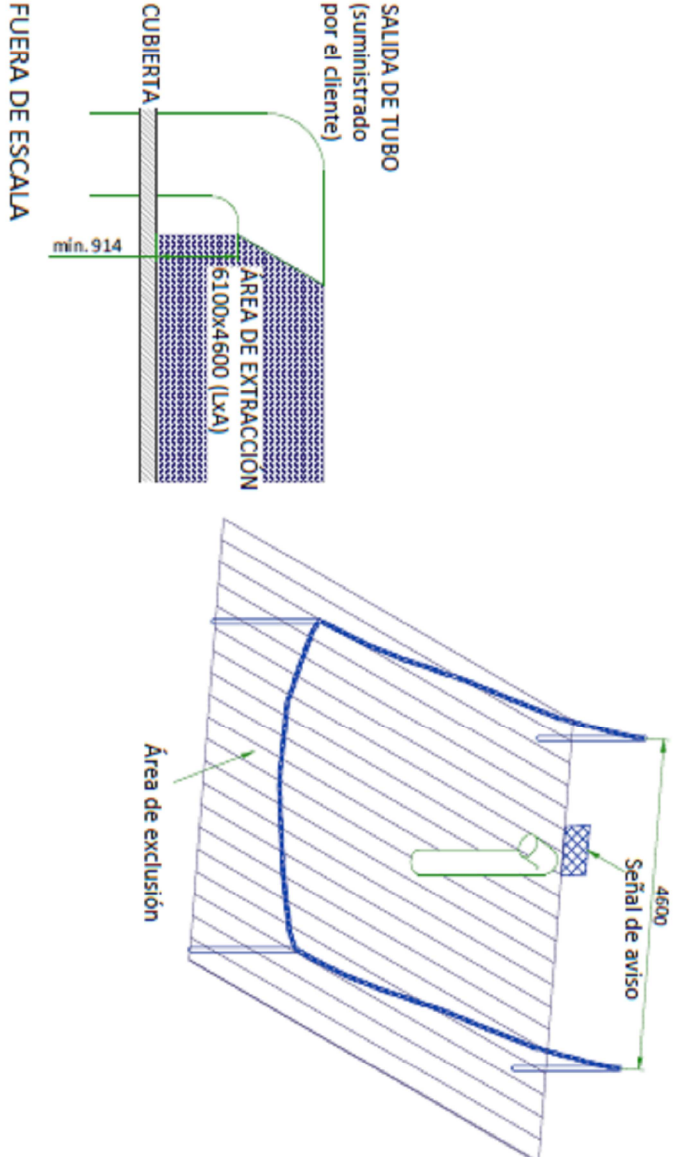 SALIDA DE TUBO
(suministrado
por el cliente)
CUBIERTA
mín. 914
ÁREA DE EXTRACCIÓN
6100x4600 (LxA)
FUERA DE ESCALA
4600
Señal de aviso
Área de exclusión